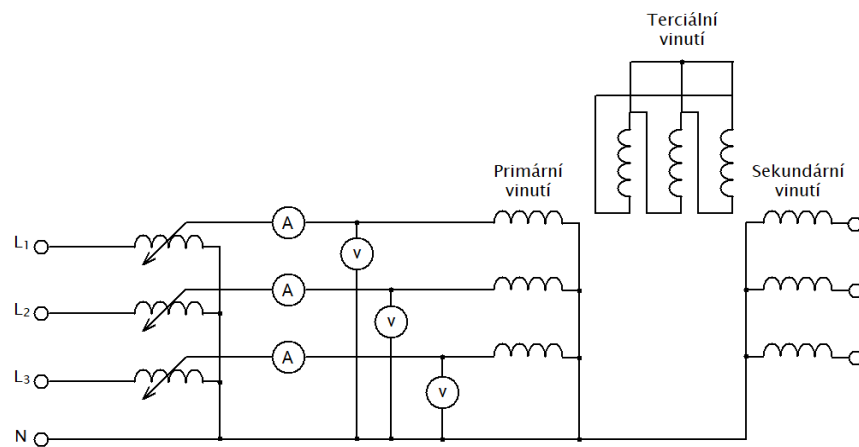 Terciální
vinutí
Primární
vinutí
Sekundární
vinutí
L1
A
V
L2
A
V
L3
A
V
N